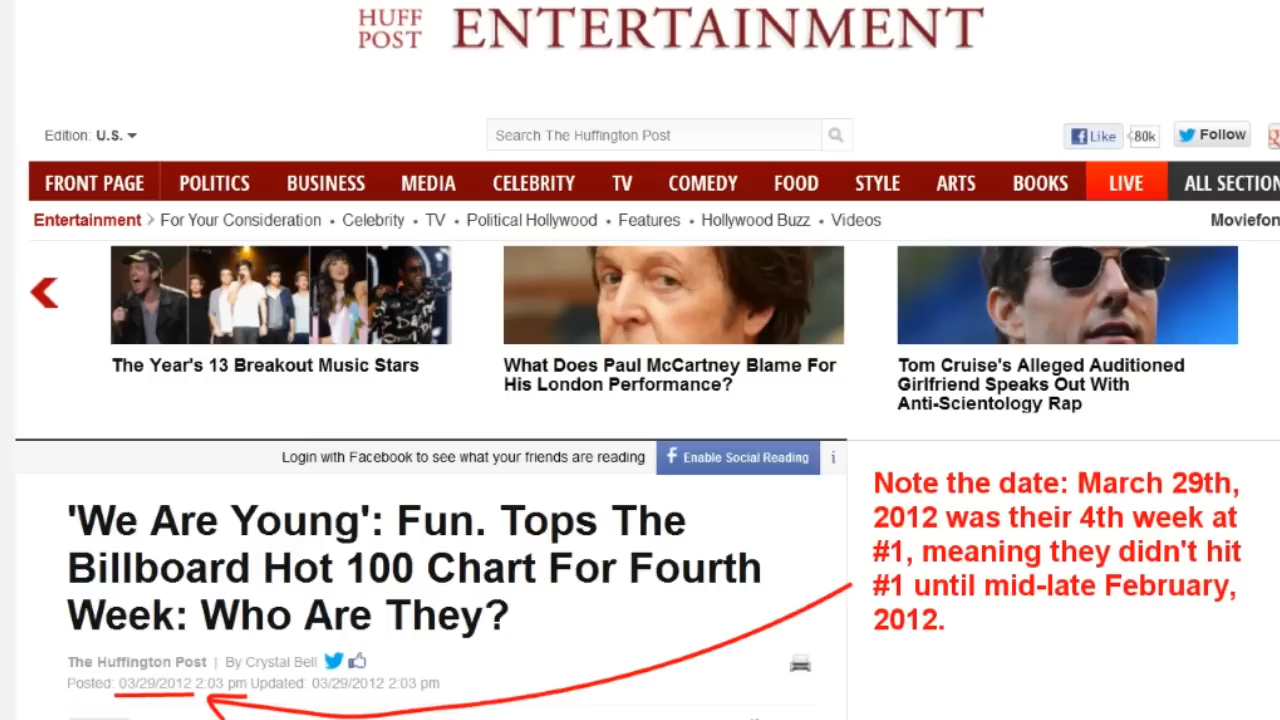 HUFF
POST
ENTERTAINMENT
Edition: U.S.
Search The Huffington Post
Like
80k
Follow
FRONT PAGE POLITICS BUSINESS MEDIA CELEBRITY TV COMEDY FOOD STYLE ARTS BOOKS LIVE ALL SECTION
Entertainment > For Your Consideration • Celebrity • TV • Political Hollywood • Features • Hollywood Buzz • Videos
Moviefon
The Year's 13 Breakout Music Stars
What Does Paul McCartney Blame For
His London Performance?
Tom Cruise's Alleged Auditioned
Girlfriend Speaks Out With
Anti-Scientology Rap
Login with Facebook to see what your friends are reading
f Enable Social Reading
i
'We Are Young': Fun. Tops The
Billboard Hot 100 Chart For Fourth
Week: Who Are They?
The Huffington Post | By Crystal Bell
Posted: 03/29/2012 2:03 pm Updated: 03/29/2012 2:03 pm
Note the date: March 29th,
2012 was their 4th week at
#1, meaning they didn't hit
#1 until mid-late February,
2012.